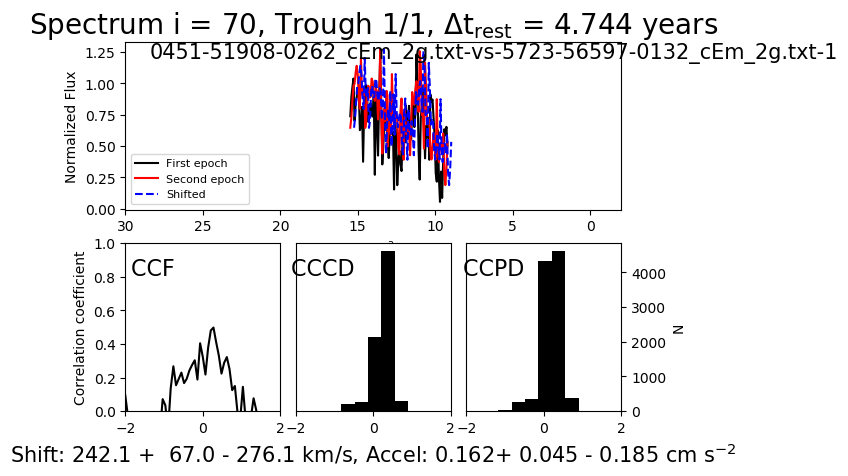 Spectrum i = 70, Trough 1/1, Δt_rest = 4.744 years
0451-51908-0262_cEm_2g.txt-vs-5723-56597-0132_cEm_2g.txt-1
Normalized Flux
1.25
1.00
0.75
0.50
0.25
0.00
First epoch
Second epoch
Shifted
30 25 20 15 10 5 0
Correlation coefficient
1.0
0.8
0.6
0.4
0.2
0.0
CCF
−2 0 2
CCCD
−2 0 2
CCPD
−2 0 2
4000
3000
2000
1000
0
N
Shift: 242.1 + 67.0 - 276.1 km/s, Accel: 0.162+ 0.045 - 0.185 cm s⁻²